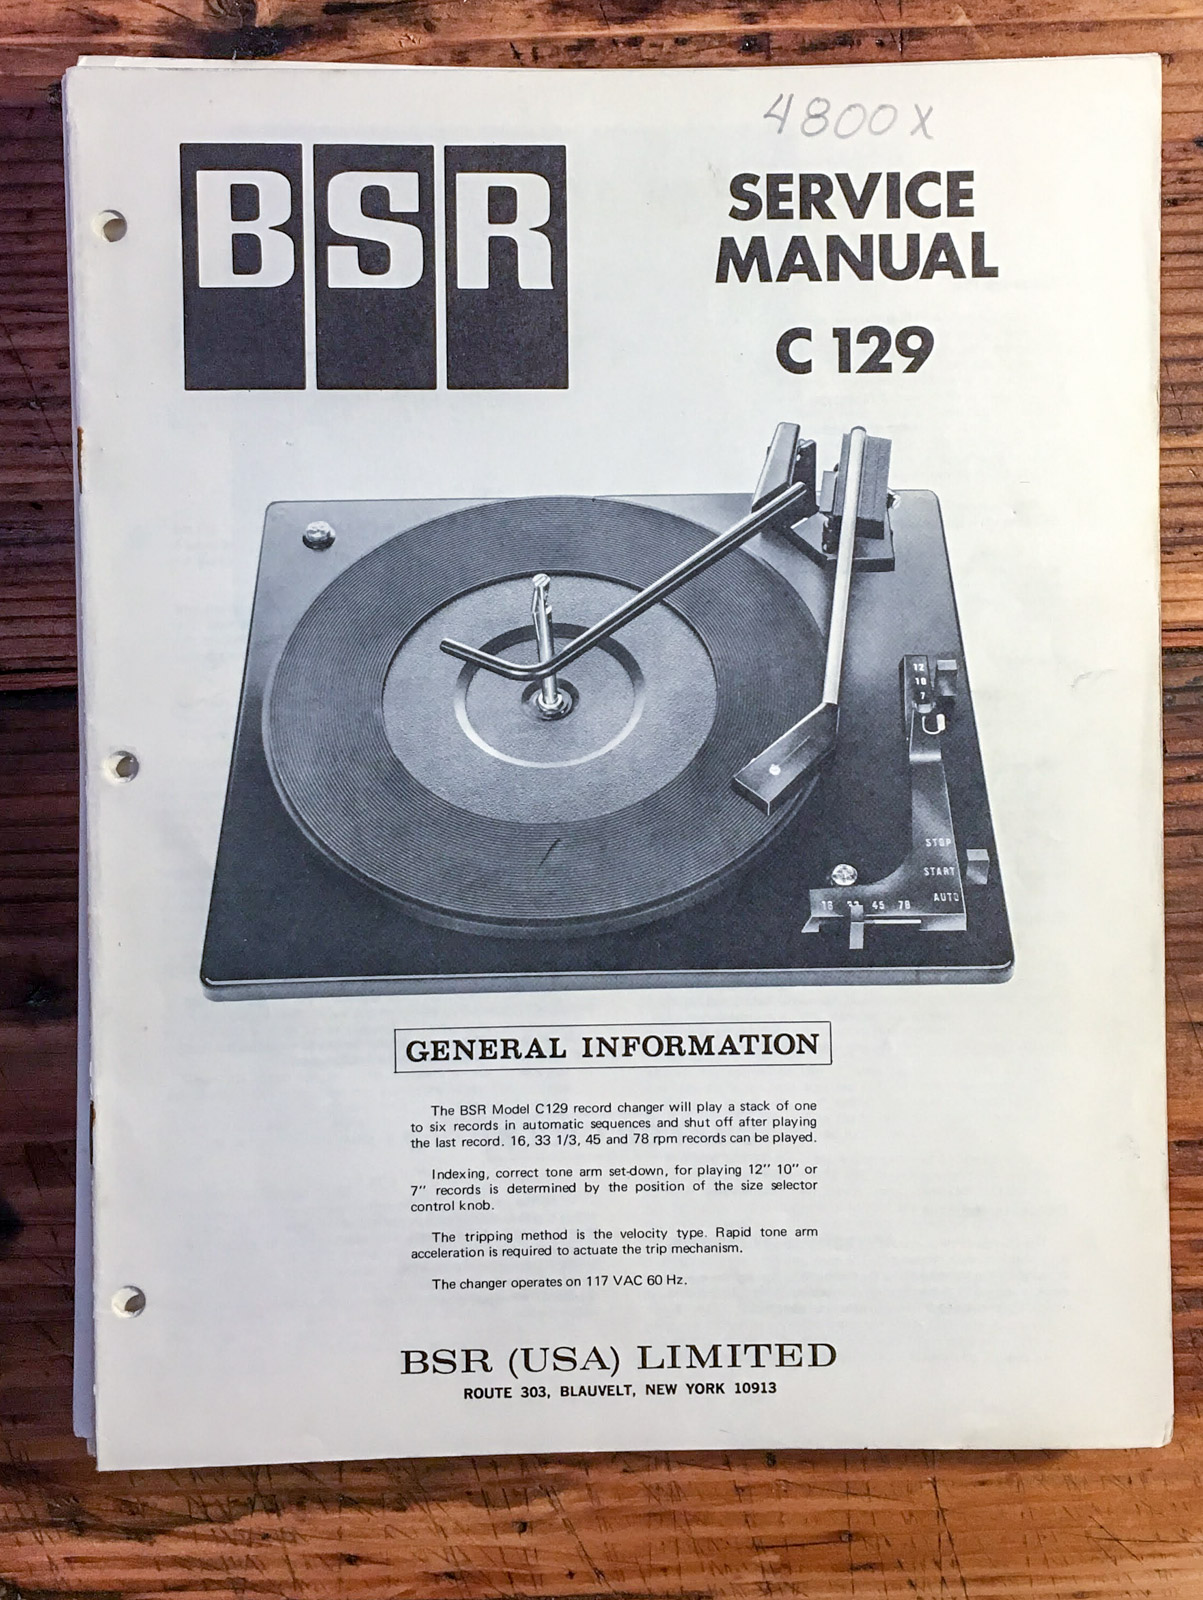 4800X
BSR
SERVICE
MANUAL
C 129
12
10
7
STOP
START
AUTO
16 33 45 78
GENERAL INFORMATION
The BSR Model C129 record changer will play a stack of one
to six records in automatic sequences and shut off after playing
the last record. 16, 33 1/3, 45 and 78 rpm records can be played.
Indexing, correct tone arm set-down, for playing 12″ 10″ or
7″ records is determined by the position of the size selector
control knob.
The tripping method is the velocity type. Rapid tone arm
acceleration is required to actuate the trip mechanism.
The changer operates on 117 VAC 60 Hz.
BSR (USA) LIMITED
ROUTE 303, BLAUVELT, NEW YORK 10913